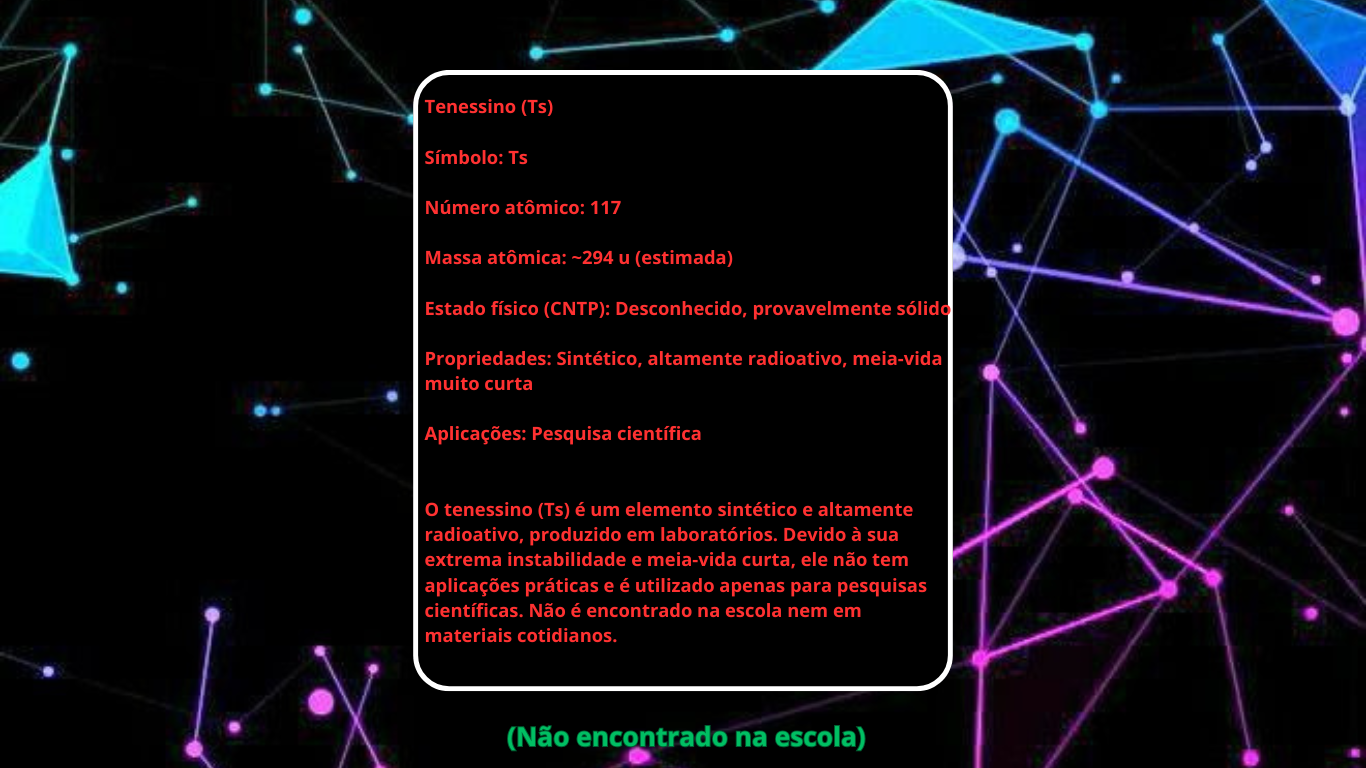 Tenessino (Ts)
Símbolo: Ts
Número atômico: 117
Massa atômica: ~294 u (estimada)
Estado físico (CNTP): Desconhecido, provavelmente sólido
Propriedades: Sintético, altamente radioativo, meia-vida
muito curta
Aplicações: Pesquisa científica
O tenessino (Ts) é um elemento sintético e altamente
radioativo, produzido em laboratórios. Devido à sua
extrema instabilidade e meia-vida curta, ele não tem
aplicações práticas e é utilizado apenas para pesquisas
científicas. Não é encontrado na escola nem em
materiais cotidianos.
(Não encontrado na escola)